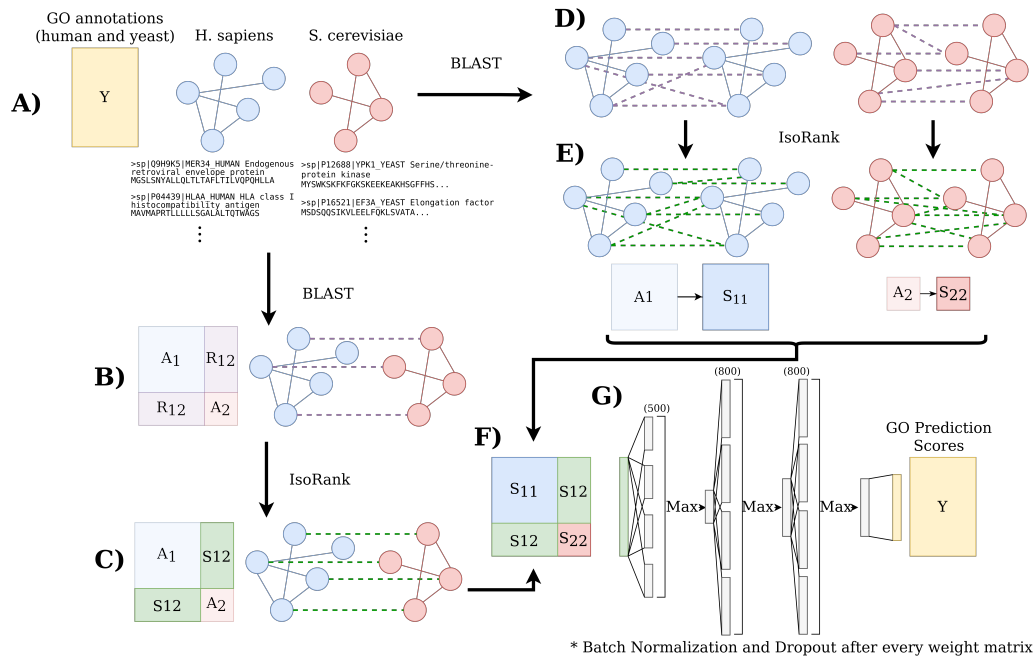 GO annotations
(human and yeast)
H. sapiens
S. cerevisiae
A)
Y
BLAST
>sp|Q9H9K5|MER34_HUMAN Endogenous
retroviral envelope protein
MGSLSNYALLQLTLTAFLTILVQPQHLLA
>sp|P04439|HLAA_HUMAN HLA class I
histocompatibility antigen
MAVMAPRTLLLLLSGALALTQTWAGS
⋮
>sp|P12688|YPK1_YEAST Serine/threonine-
protein kinase
MYSWKSKFKFGKSKEEKEAKHSGFFHS...
>sp|P16521|EF3A_YEAST Elongation factor
MSDSQQSIKVLEELFQKLSVATA...
⋮
BLAST
B)
A1
R12
R12
A2
IsoRank
C)
A1
S12
S12
A2
D)
IsoRank
E)
A1
S11
A2
S22
F)
S11
S12
S12
S22
G)
(500)
(800)
(800)
Max
Max
Max
GO Prediction
Scores
Y
* Batch Normalization and Dropout after every weight matrix